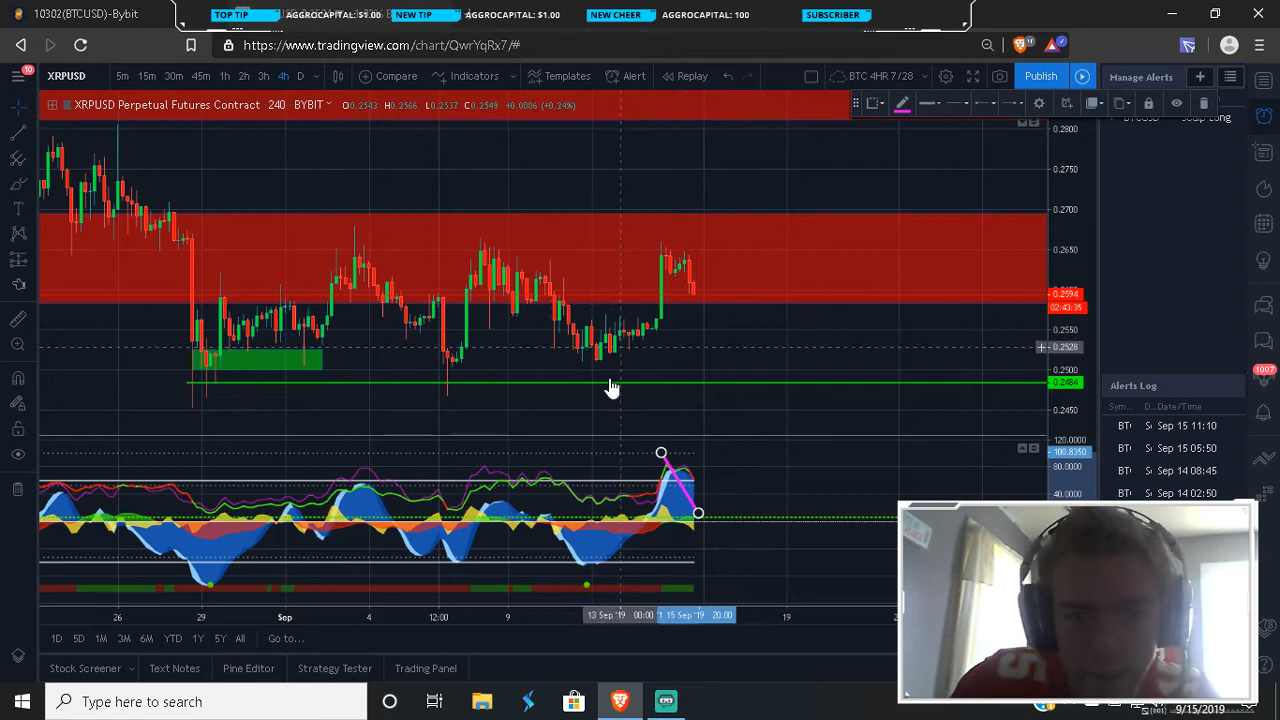 10302(BTCUSD)-Bybit
TOP TIP AGGROCAPITAL: $1.00 NEW TIP AGGROCAPITAL: $1.00 NEW CHEER AGGROCAPITAL: 100 SUBSCRIBER
https://www.tradingview.com/chart/QwrYqRx7/#
XRPUSD 5m 15m 30m 45m 1h 2h 3h 4h D Compare Indicators Templates Alert Replay BTC 4HR 7/28 Publish Manage Alerts
XRPUSD Perpetual Futures Contract 240 BYBIT O0.2543 H0.2566 L0.2537 C0.2549 +0.0006 (+0.24%)
0.2800
0.2750
0.2700
0.2650
0.2594
02:43:35
0.2550
0.2528
0.2500
0.2484
0.2450
120.0000
100.8350
80.0000
40.0000
Alerts Log
Date/Time
Sep 15 11:10
Sep 15 05:50
Sep 14 08:45
Sep 14 02:50
1007
26 29 Sep 4 12:00 9 13 Sep '19 00:00 15 Sep '19 20:00 19
1D 5D 1M 3M 6M YTD 1Y 5Y All Go to...
Stock Screener Text Notes Pine Editor Strategy Tester Trading Panel
Type here to search
9/15/2019